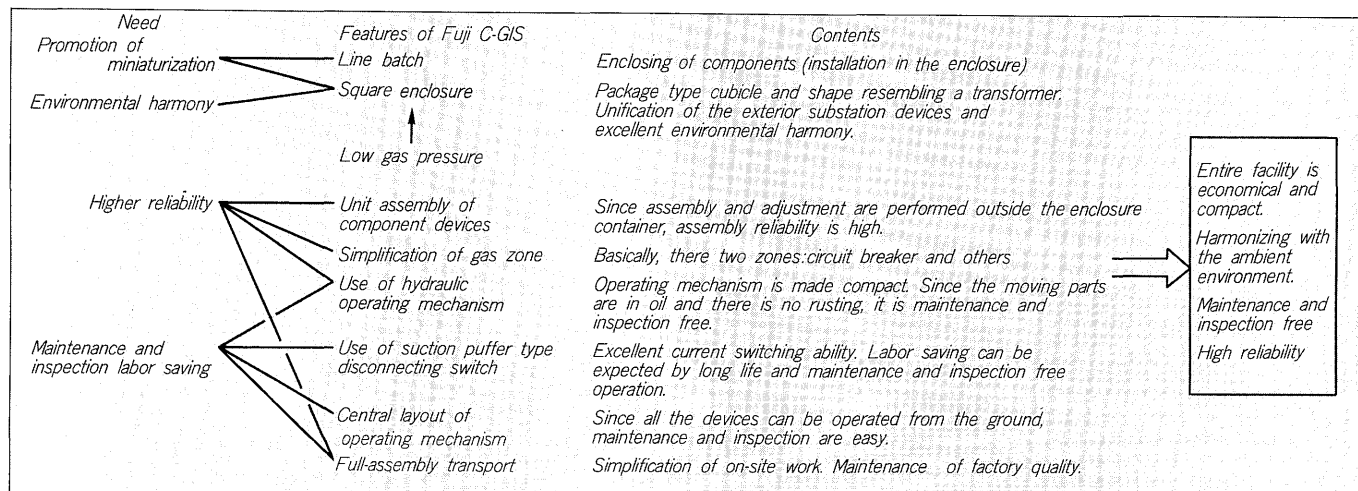 Need
Features of Fuji C-GIS
Contents
Promotion of
miniaturization
Line batch
Enclosing of components (installation in the enclosure)
Environmental harmony
Square enclosure
Package type cubicle and shape resembling a transformer.
Unification of the exterior substation devices and
excellent environmental harmony.
Low gas pressure
Higher reliability
Unit assembly of
component devices
Since assembly and adjustment are performed outside the enclosure
container, assembly reliability is high.
Simplification of gas zone
Basically, there two zones:circuit breaker and others
Use of hydraulic
operating mechanism
Operating mechanism is made compact. Since the moving parts
are in oil and there is no rusting, it is maintenance and
inspection free.
Maintenance and
inspection labor saving
Use of suction puffer type
disconnecting switch
Excellent current switching ability. Labor saving can be
expected by long life and maintenance and inspection free
operation.
Central layout of
operating mechanism
Since all the devices can be operated from the ground,
maintenance and inspection are easy.
Full-assembly transport
Simplification of on-site work. Maintenance of factory quality.
Entire facility is
economical and
compact.
Harmonizing with
the ambient
environment.
Maintenance and
inspection free
High reliability